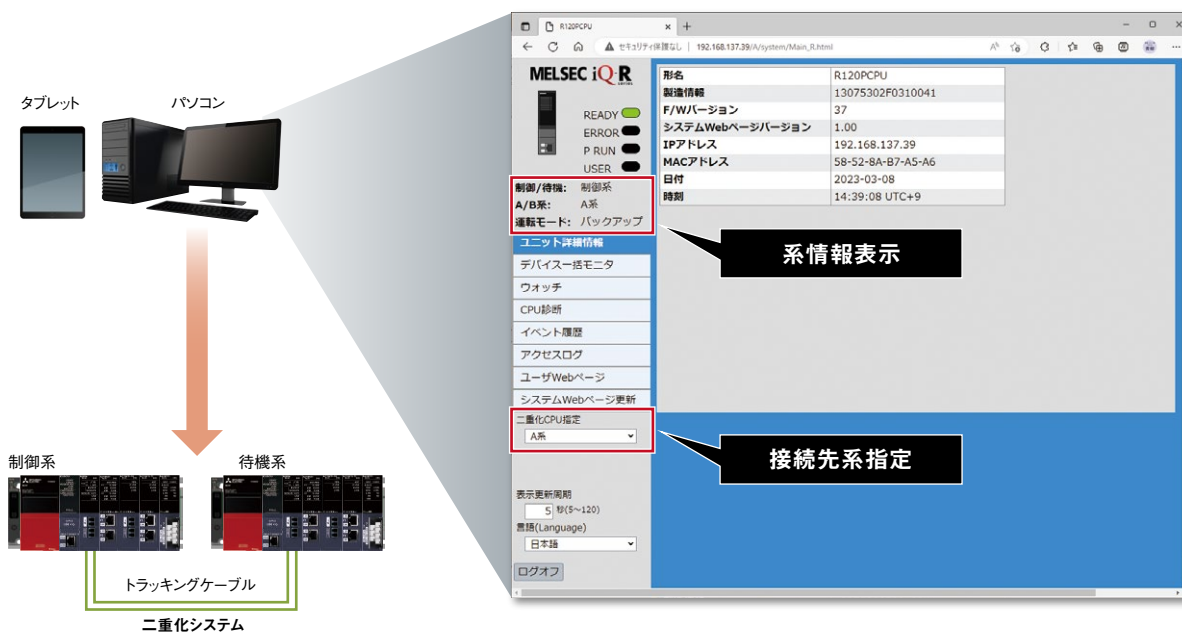 タブレット
パソコン
制御系
待機系
トラッキングケーブル
二重化システム
R120PCPU
セキュリティ保護なし | 192.168.137.39/A/system/Main_R.html
MELSEC iQ-R
series
READY
ERROR
P RUN
USER
制御/待機: 制御系
A/B系: A系
運転モード: バックアップ
ユニット詳細情報
デバイス一括モニタ
ウォッチ
CPU診断
イベント履歴
アクセスログ
ユーザWebページ
システムWebページ更新
二重化CPU指定
A系
表示更新周期
5 秒(5~120)
言語(Language)
日本語
ログオフ
形名 R120PCPU
製造情報 13075302F0310041
F/Wバージョン 37
システムWebページバージョン 1.00
IPアドレス 192.168.137.39
MACアドレス 58-52-8A-B7-A5-A6
日付 2023-03-08
時刻 14:39:08 UTC+9
系情報表示
接続先系指定